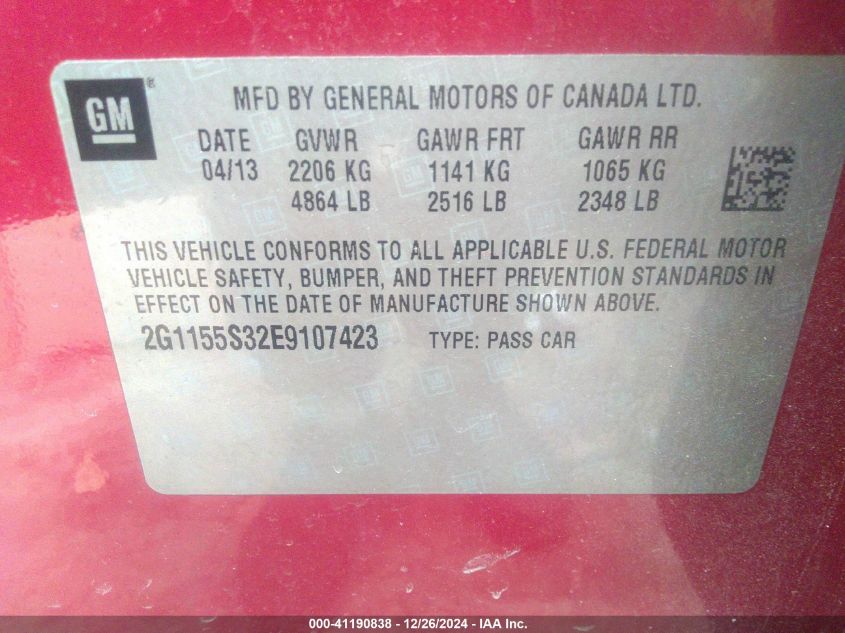 GM
MFD BY GENERAL MOTORS OF CANADA LTD.
DATE GVWR GAWR FRT GAWR RR
04/13 2206 KG 1141 KG 1065 KG
4864 LB 2516 LB 2348 LB
THIS VEHICLE CONFORMS TO ALL APPLICABLE U.S. FEDERAL MOTOR
VEHICLE SAFETY, BUMPER, AND THEFT PREVENTION STANDARDS IN
EFFECT ON THE DATE OF MANUFACTURE SHOWN ABOVE.
2G1155S32E9107423 TYPE: PASS CAR
000-41190838 - 12/26/2024 - IAA Inc.